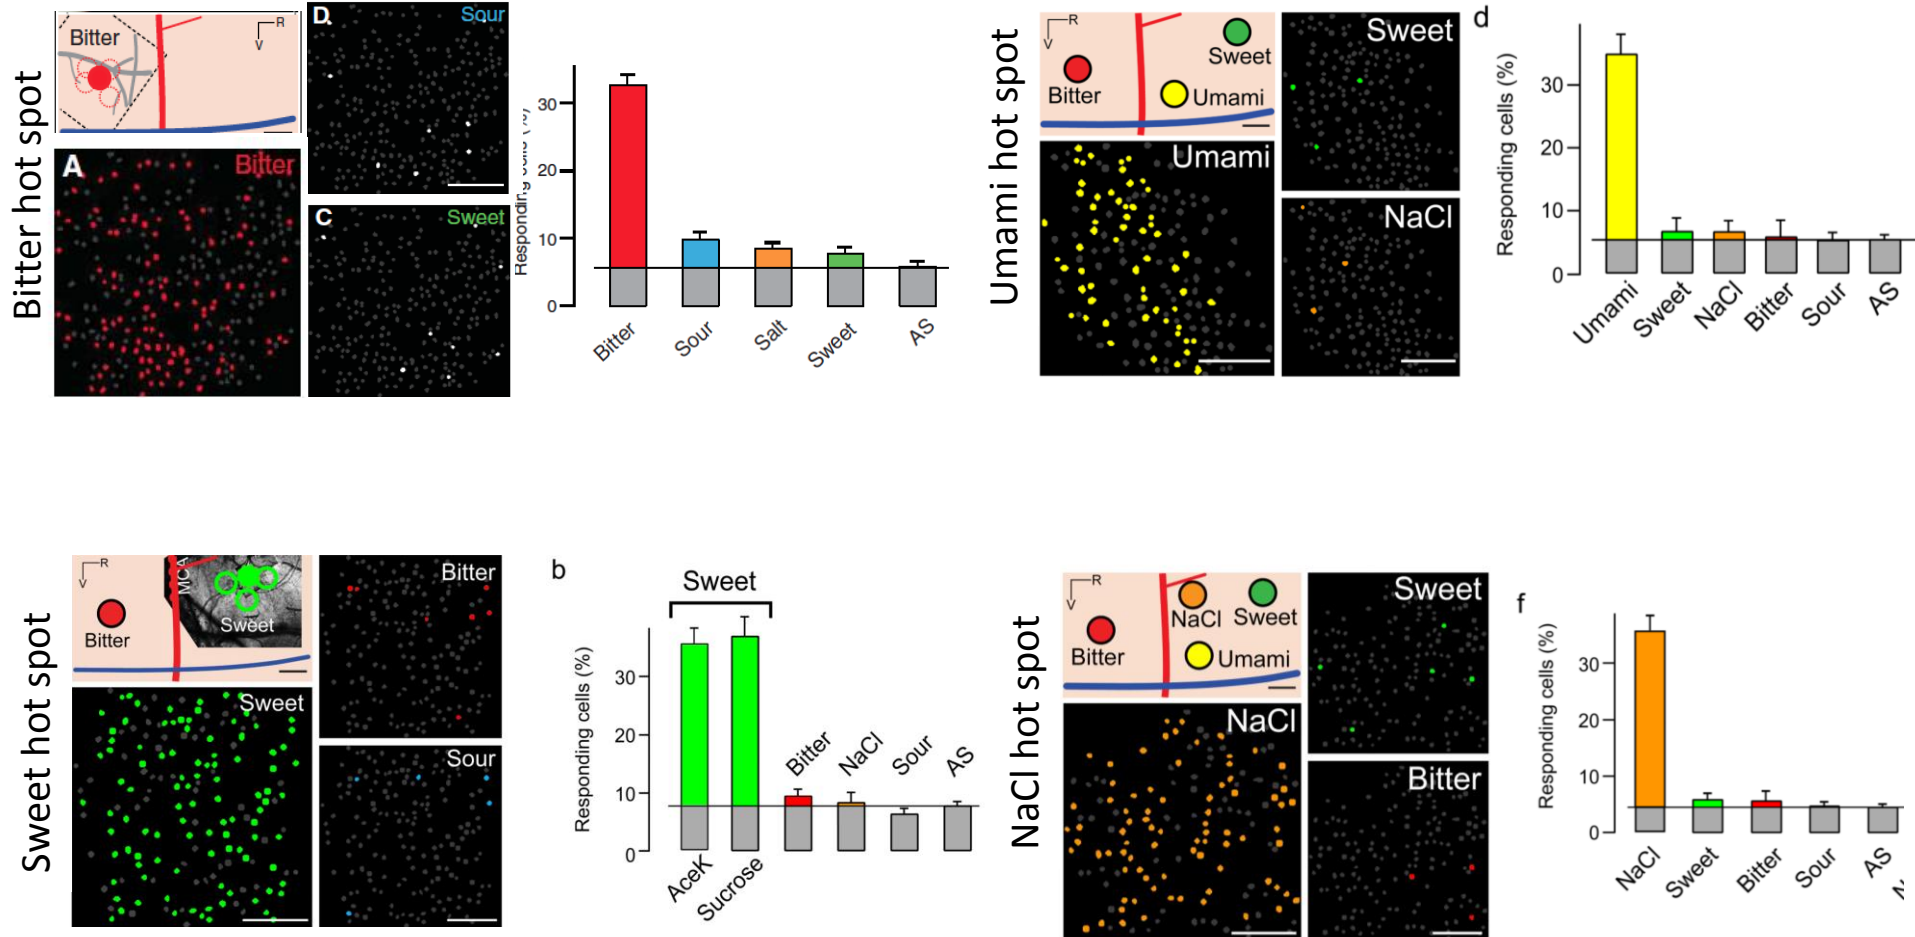 Bitter hot spot
Bitter
R
V
A
Bitter
D
Sour
C
Sweet
Responding cells (%)
30
20
10
0
Bitter
Sour
Salt
Sweet
AS
Umami hot spot
R
V
Bitter
Sweet
Umami
Umami
Sweet
NaCl
d
Responding cells (%)
30
20
10
0
Umami
Sweet
NaCl
Bitter
Sour
AS
Sweet hot spot
R
V
Bitter
MCA
Sweet
Sweet
Bitter
Sour
b
Sweet
Responding cells (%)
30
20
10
0
Bitter
NaCl
Sour
AS
AceK
Sucrose
NaCl hot spot
R
V
Bitter
NaCl
Sweet
Umami
NaCl
Sweet
Bitter
f
Responding cells (%)
30
20
10
0
NaCl
Sweet
Bitter
Sour
AS
N